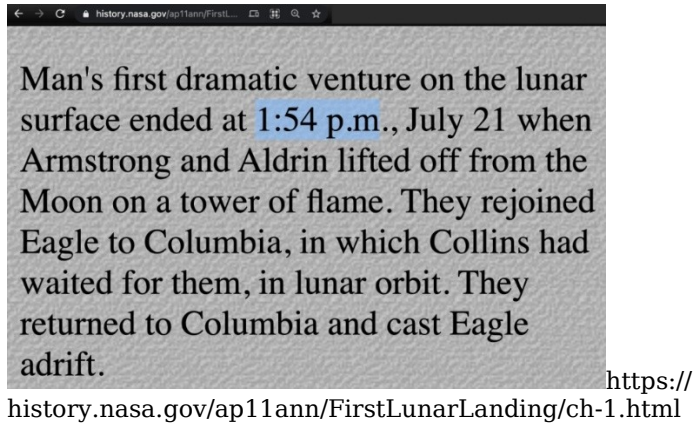 history.nasa.gov/ap11ann/FirstL...
Man's first dramatic venture on the lunar
surface ended at 1:54 p.m., July 21 when
Armstrong and Aldrin lifted off from the
Moon on a tower of flame. They rejoined
Eagle to Columbia, in which Collins had
waited for them, in lunar orbit. They
returned to Columbia and cast Eagle
adrift.
https://
history.nasa.gov/ap11ann/FirstLunarLanding/ch-1.html